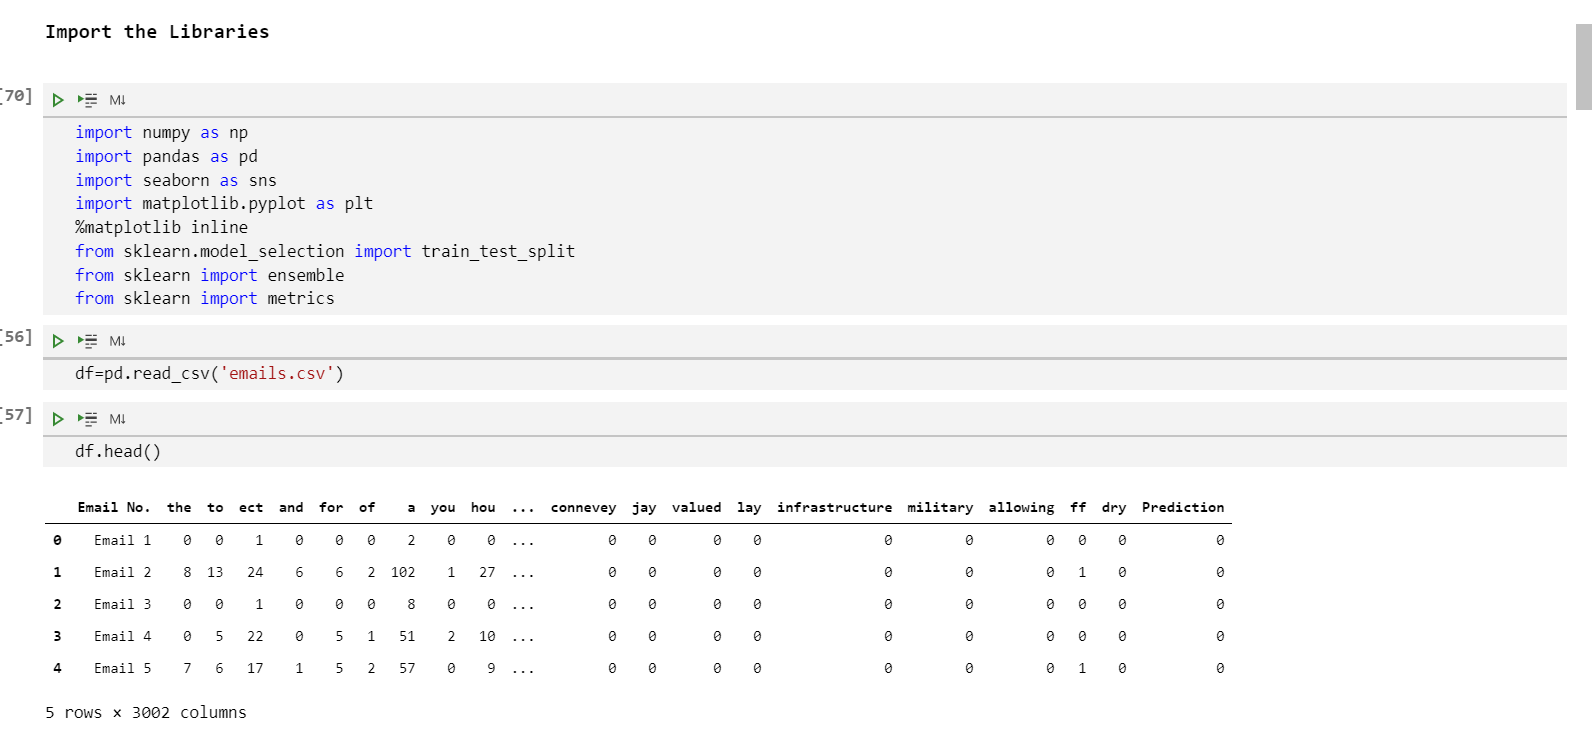 Import the Libraries
[70]
M↓
import numpy as np
import pandas as pd
import seaborn as sns
import matplotlib.pyplot as plt
%matplotlib inline
from sklearn.model_selection import train_test_split
from sklearn import ensemble
from sklearn import metrics
[56]
M↓
df=pd.read_csv('emails.csv')
[57]
M↓
df.head()
Email No. the to ect and for of a you hou ... connevey jay valued lay infrastructure military allowing ff dry Prediction
0 Email 1 0 0 1 0 0 0 2 0 0 ... 0 0 0 0 0 0 0 0 0 0
1 Email 2 8 13 24 6 6 2 102 1 27 ... 0 0 0 0 0 0 0 1 0 0
2 Email 3 0 0 1 0 0 0 8 0 0 ... 0 0 0 0 0 0 0 0 0 0
3 Email 4 0 5 22 0 5 1 51 2 10 ... 0 0 0 0 0 0 0 0 0 0
4 Email 5 7 6 17 1 5 2 57 0 9 ... 0 0 0 0 0 0 0 1 0 0
5 rows × 3002 columns